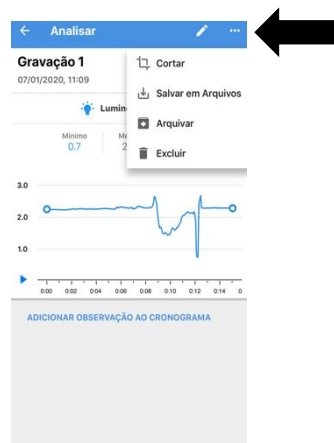 Analisar
Gravação 1
07/01/2020, 11:09
Cortar
Salvar em Arquivos
Arquivar
Excluir
Mínimo
0.7
3.0
2.0
1.0
0:00 0:02 0:04 0:06 0:08 0:10 0:12 0:14
ADICIONAR OBSERVAÇÃO AO CRONOGRAMA